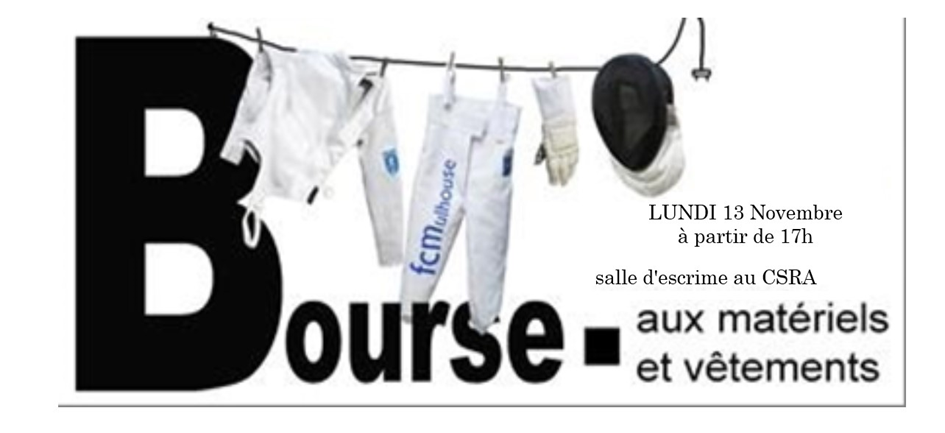 fcmulhouse
LUNDI 13 Novembre
à partir de 17h
salle d'escrime au CSRA
Bourse
aux matériels
et vêtements